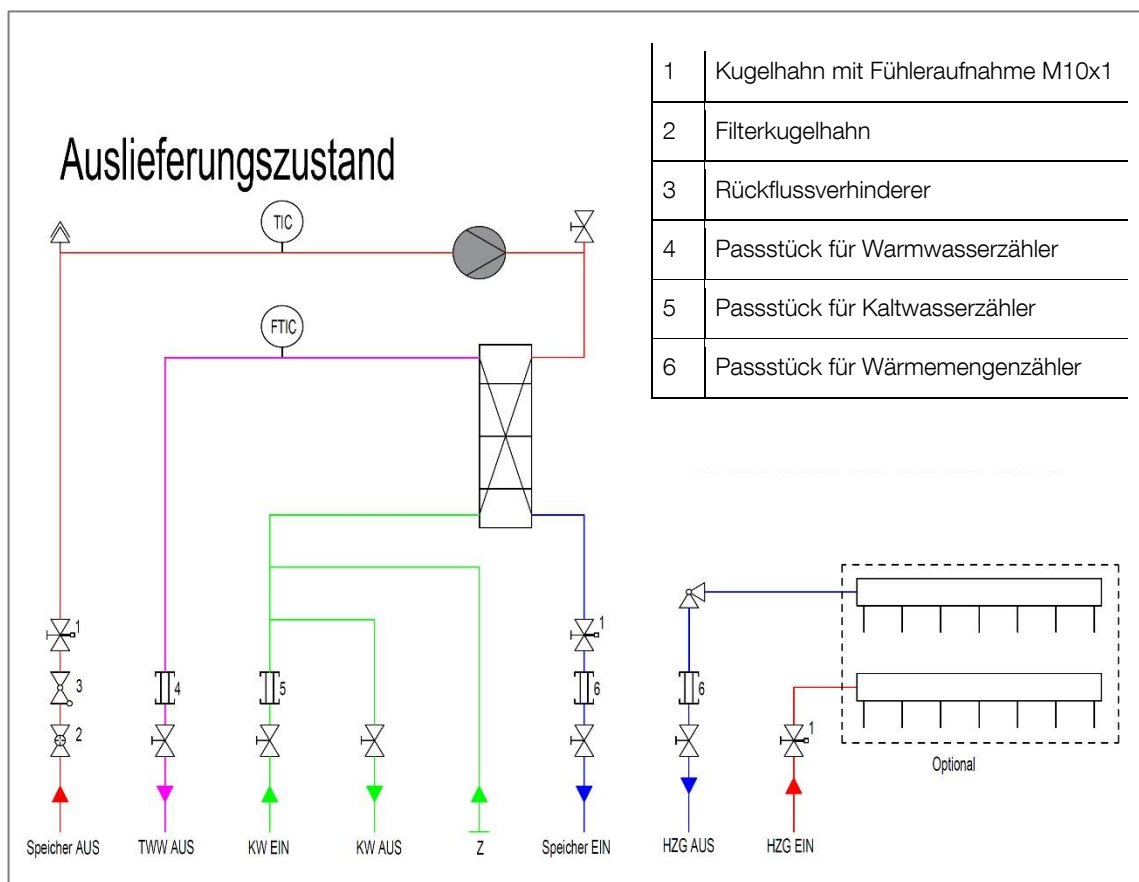 1 Kugelhahn mit Fühleraufnahme M10x1
2 Filterkugelhahn
3 Rückflussverhinderer
4 Passstück für Warmwasserzähler
5 Passstück für Kaltwasserzähler
6 Passstück für Wärmemengenzähler
Auslieferungszustand
TIC
FTIC
1
1
3
4
5
6
6
2
1
Optional
Speicher AUS
TWW AUS
KW EIN
KW AUS
Z
Speicher EIN
HZG AUS
HZG EIN